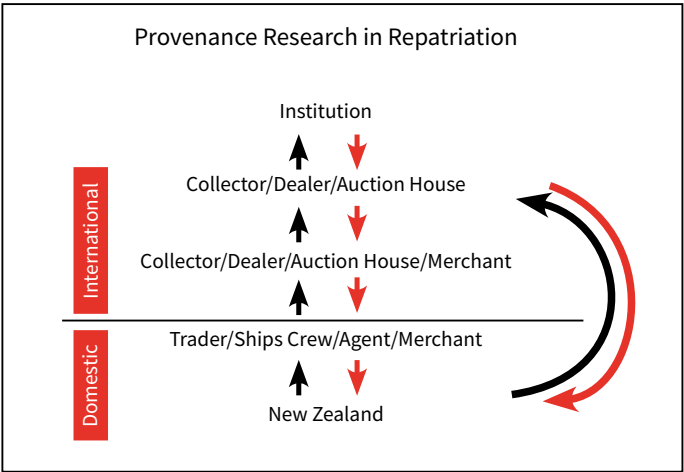 Provenance Research in Repatriation
Institution
International
Collector/Dealer/Auction House
Collector/Dealer/Auction House/Merchant
Domestic
Trader/Ships Crew/Agent/Merchant
New Zealand